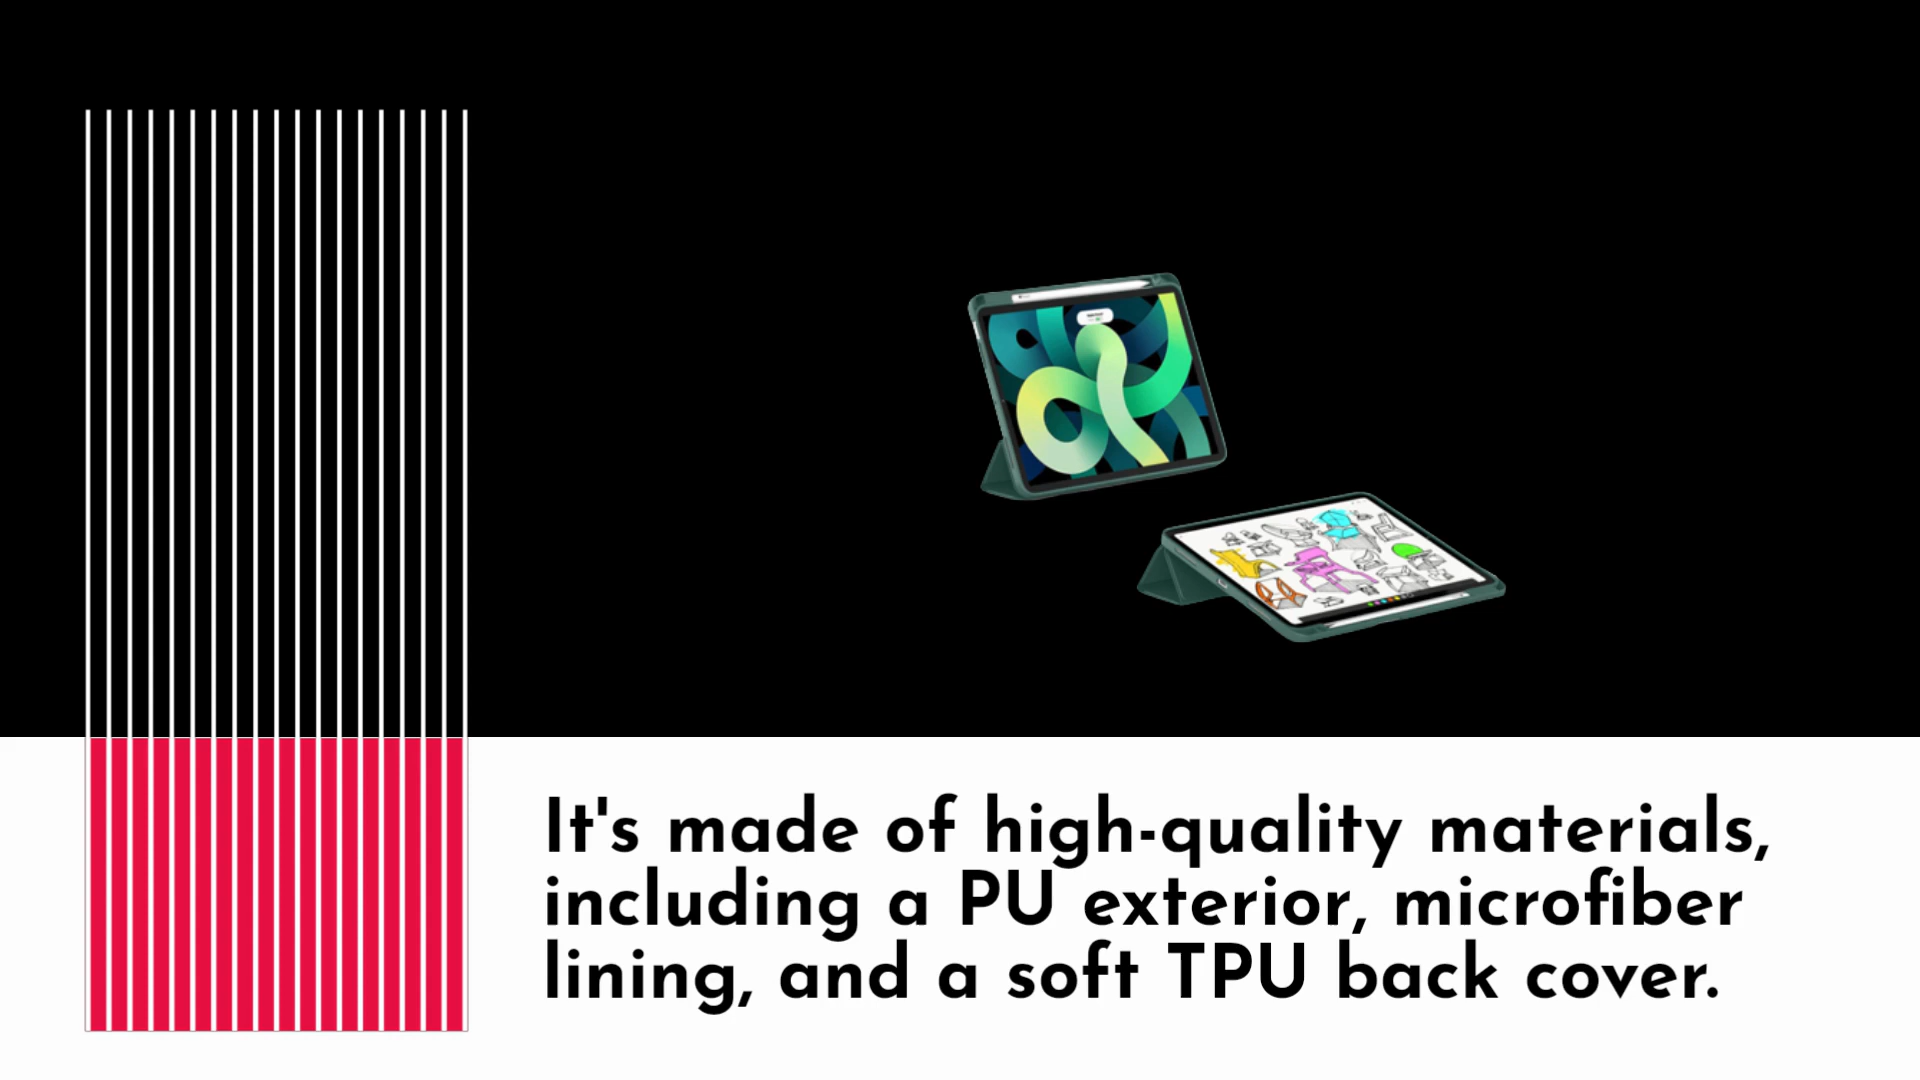 It's made of high-quality materials,
including a PU exterior, microfiber
lining, and a soft TPU back cover.